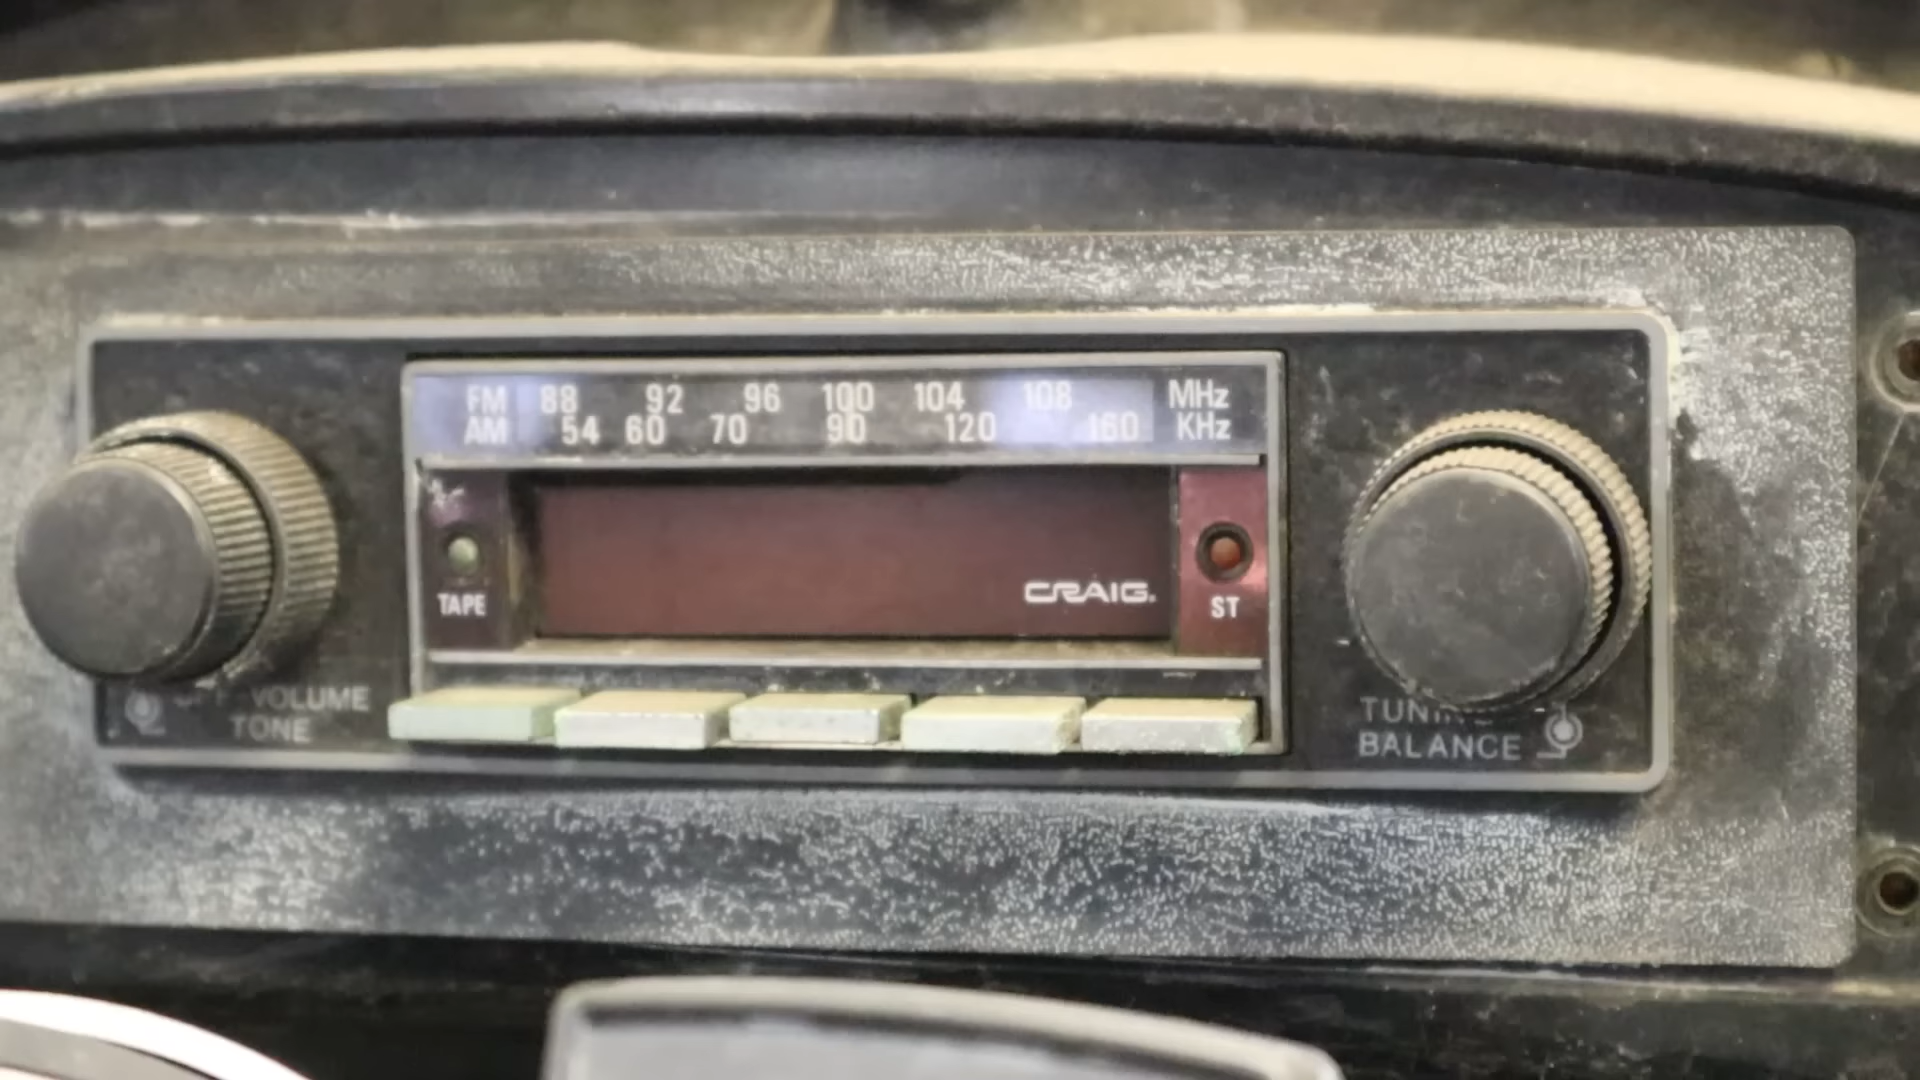 FM 88 92 96 100 104 108 MHz
AM 54 60 70 90 120 160 KHz
CRAIG.
TAPE
ST
VOLUME
TONE
TUNING
BALANCE